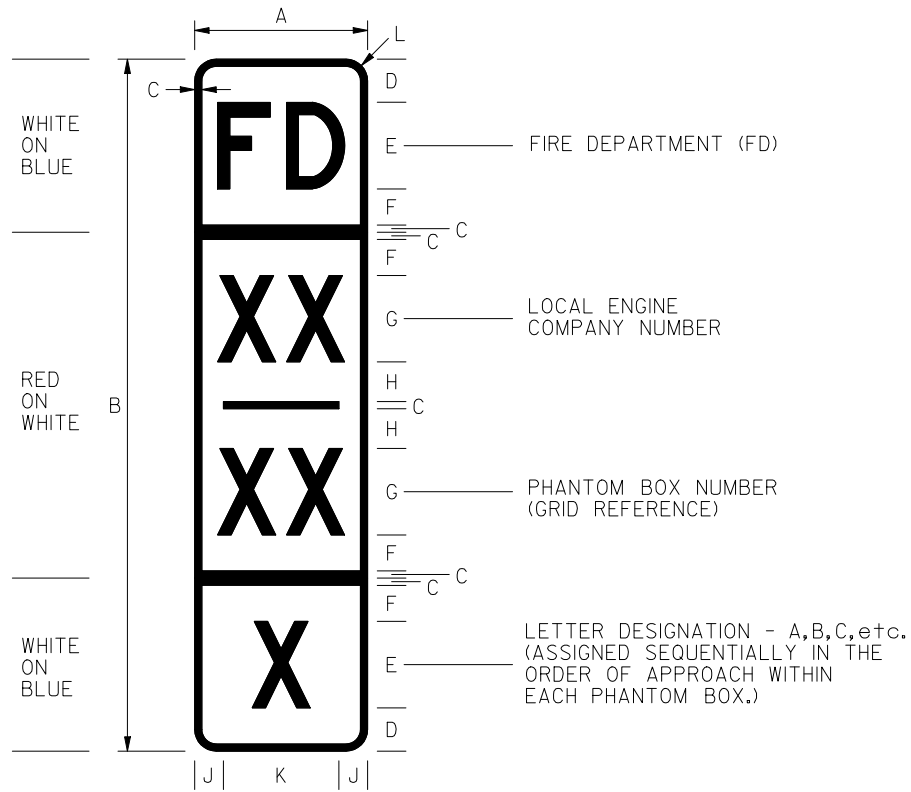 A
L
C
D
WHITE
ON
BLUE
FD
E
FIRE DEPARTMENT (FD)
F
C
C
F
XX
G
LOCAL ENGINE
COMPANY NUMBER
RED
ON
WHITE
B
H
C
H
XX
G
PHANTOM BOX NUMBER
(GRID REFERENCE)
F
C
C
F
WHITE
ON
BLUE
X
E
LETTER DESIGNATION - A,B,C,etc.
(ASSIGNED SEQUENTIALLY IN THE
ORDER OF APPROACH WITHIN
EACH PHANTOM BOX.)
D
J K J